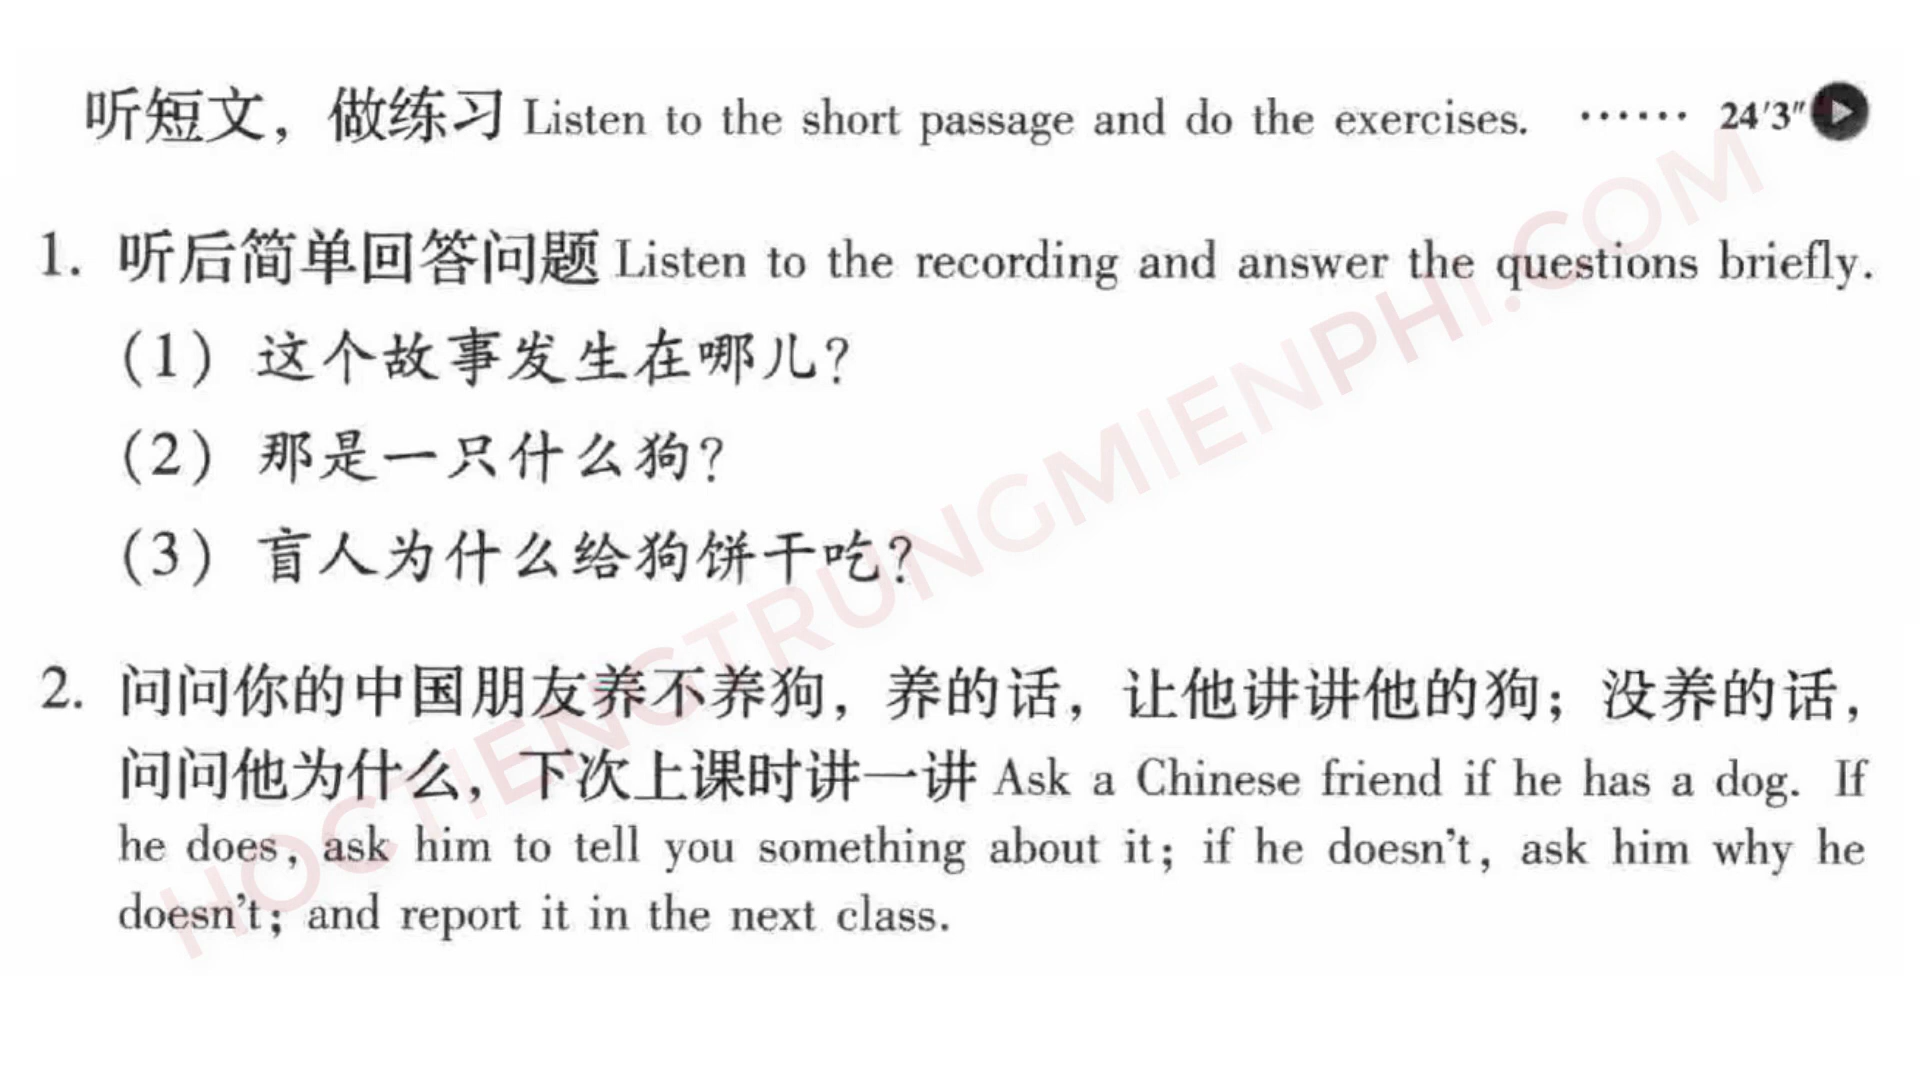 听短文，做练习 Listen to the short passage and do the exercises. …… 24′3″
1. 听后简单回答问题 Listen to the recording and answer the questions briefly.
(1) 这个故事发生在哪儿？
(2) 那是一只什么狗？
(3) 盲人为什么给狗饼干吃？
2. 问问你的中国朋友养不养狗，养的话，让他讲讲他的狗；没养的话，
问问他为什么，下次上课时讲一讲 Ask a Chinese friend if he has a dog. If
he does, ask him to tell you something about it; if he doesn't, ask him why he
doesn't; and report it in the next class.
HOCTIENGTRUNGMIENPHI.COM